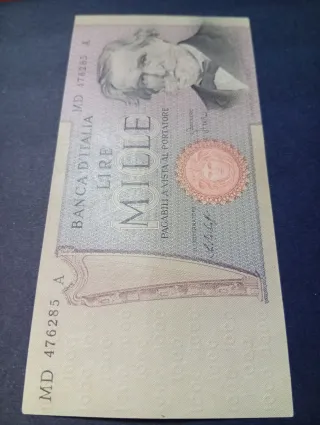 MD 476285 A
BANCA D'ITALIA
LIRE
MILLE
PAGABILI A VISTA AL PORTATORE
MD 476285 A